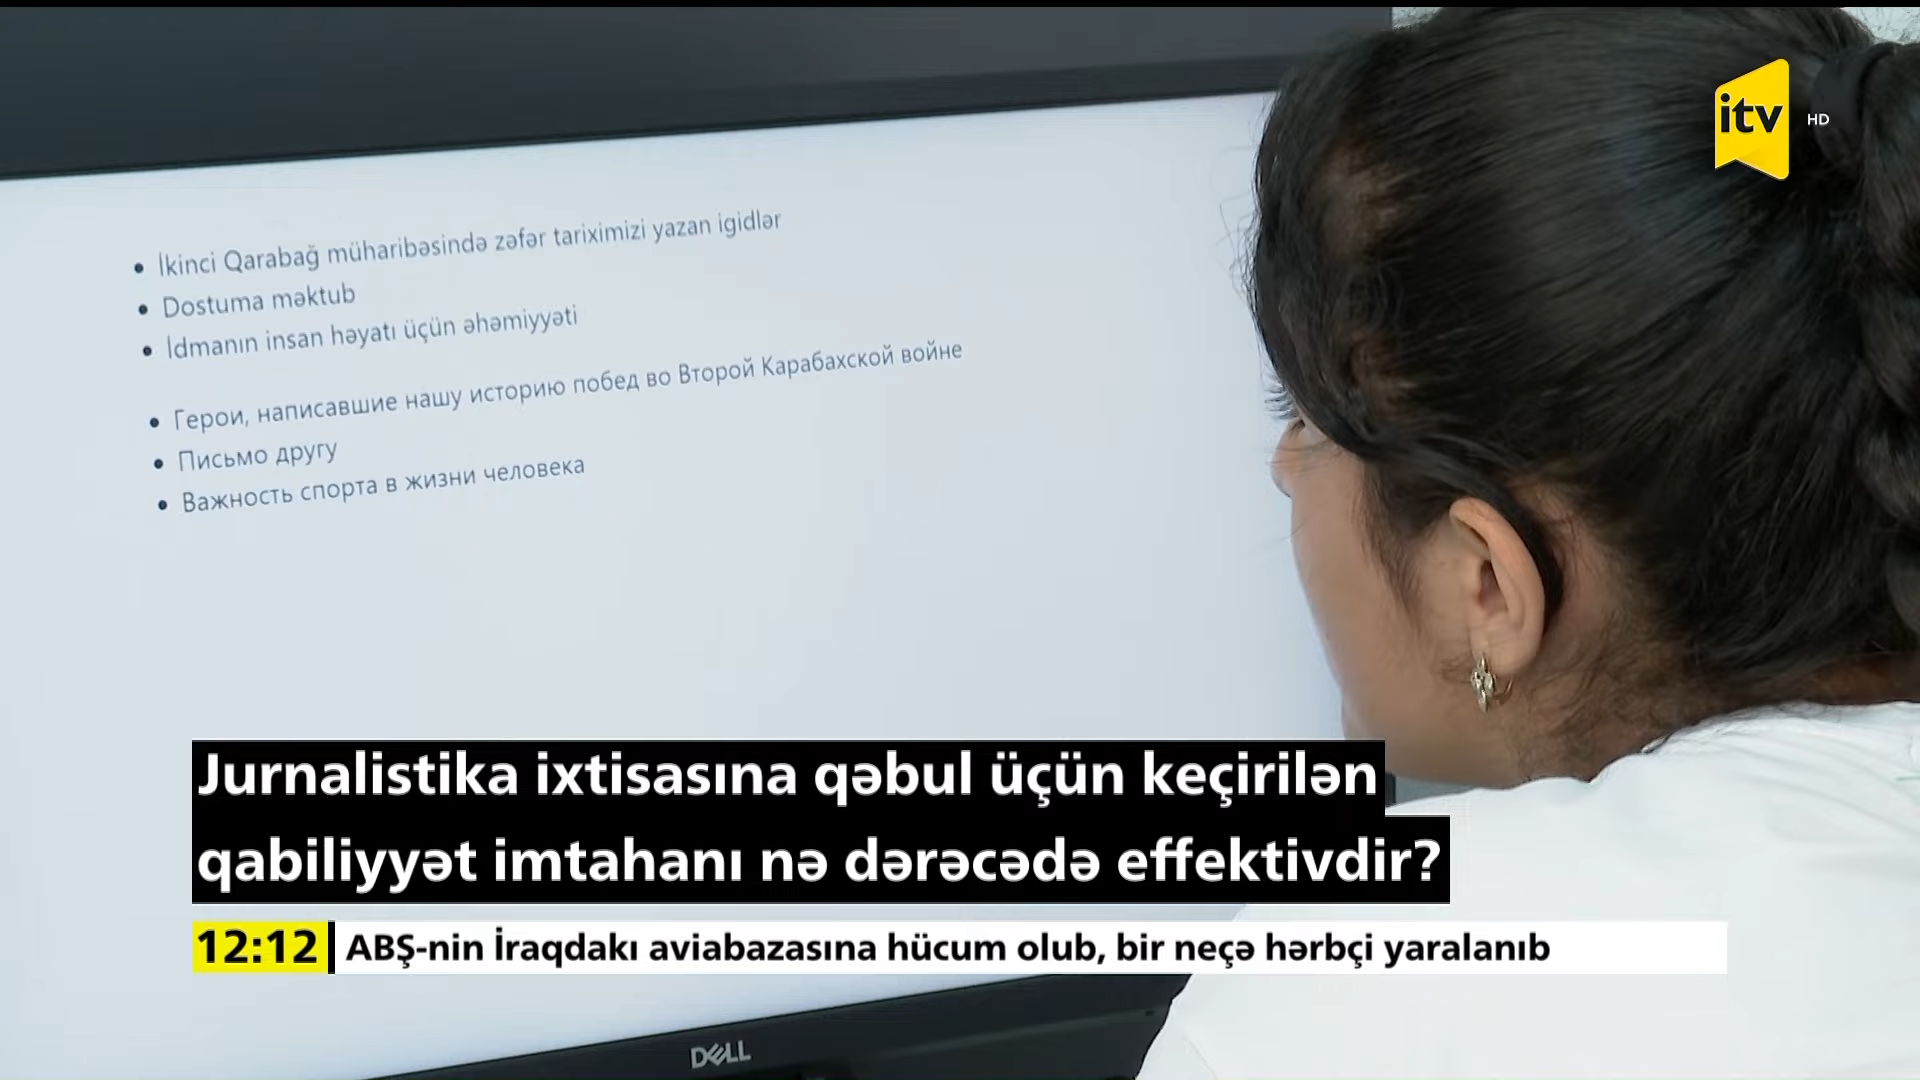 itv HD
İkinci Qarabağ müharibəsində zəfər tariximizi yazan igidlər
Dostuma məktub
İdmanın insan həyatı üçün əhəmiyyəti
Герои, написавшие нашу историю побед во Второй Карабахской войне
Письмо другу
Важность спорта в жизни человека
Jurnalistika ixtisasına qəbul üçün keçirilən
qabiliyyət imtahanı nə dərəcədə effektivdir?
12:12 ABŞ-nin İraqdakı aviabazasına hücum olub, bir neçə hərbçi yaralanıb
DELL